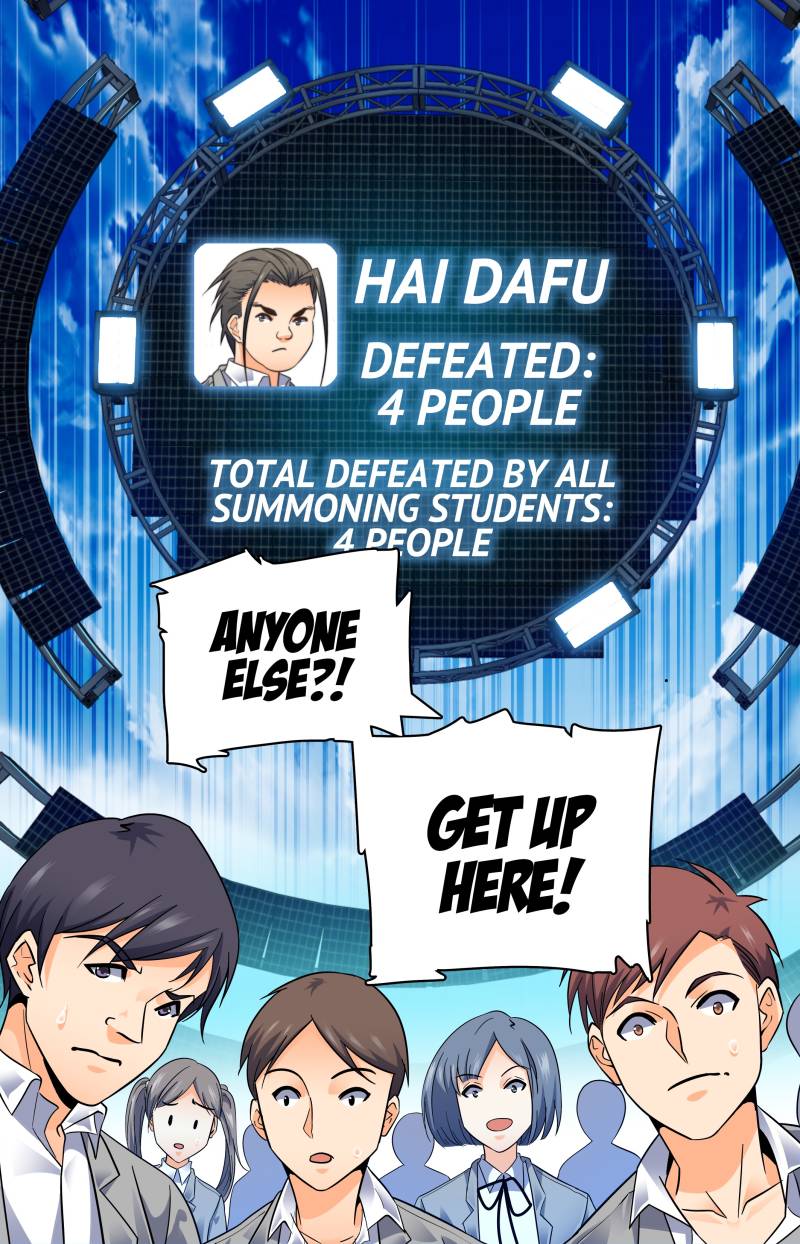 HAI DAFU
DEFEATED:
4 PEOPLE
TOTAL DEFEATED BY ALL
SUMMONING STUDENTS:
4 PEOPLE
ANYONE
ELSE?!
GET UP
HERE!